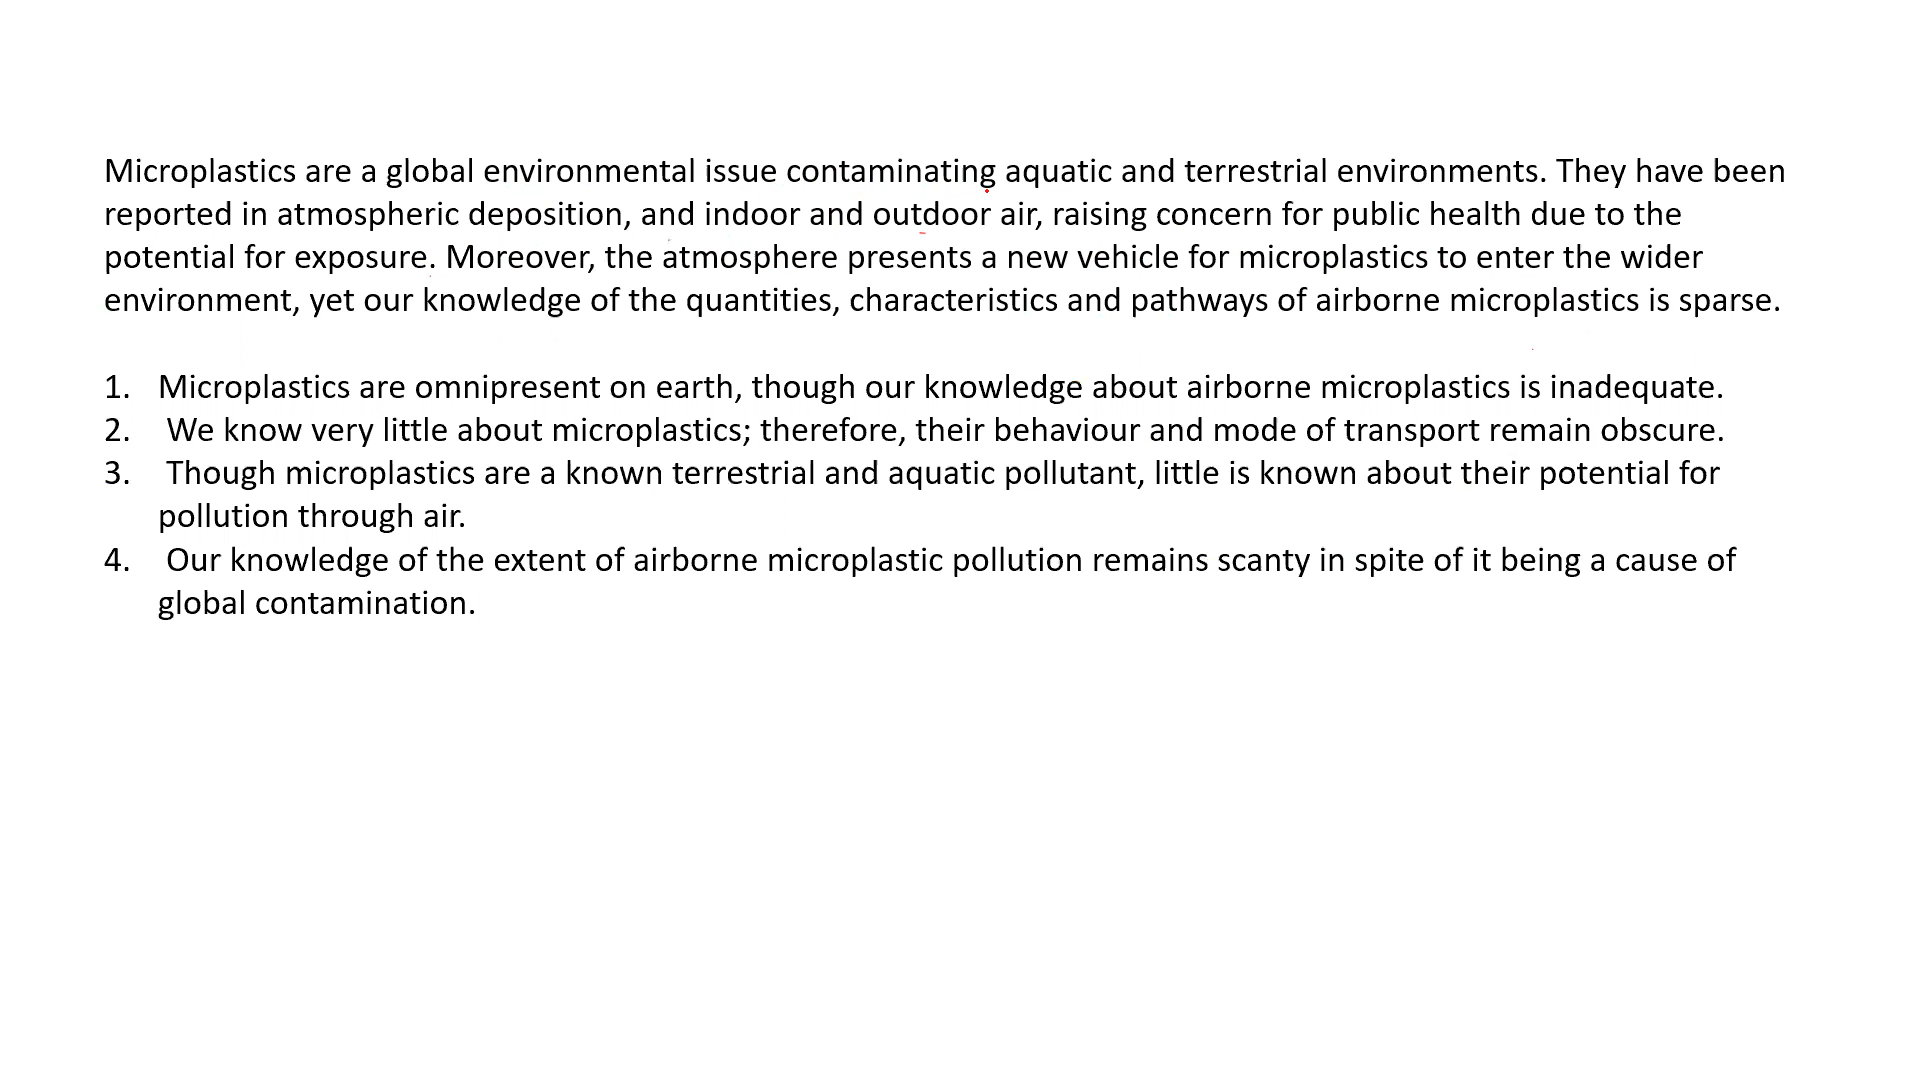 Microplastics are a global environmental issue contaminating aquatic and terrestrial environments. They have been
reported in atmospheric deposition, and indoor and outdoor air, raising concern for public health due to the
potential for exposure. Moreover, the atmosphere presents a new vehicle for microplastics to enter the wider
environment, yet our knowledge of the quantities, characteristics and pathways of airborne microplastics is sparse.
1. Microplastics are omnipresent on earth, though our knowledge about airborne microplastics is inadequate.
2. We know very little about microplastics; therefore, their behaviour and mode of transport remain obscure.
3. Though microplastics are a known terrestrial and aquatic pollutant, little is known about their potential for
pollution through air.
4. Our knowledge of the extent of airborne microplastic pollution remains scanty in spite of it being a cause of
global contamination.